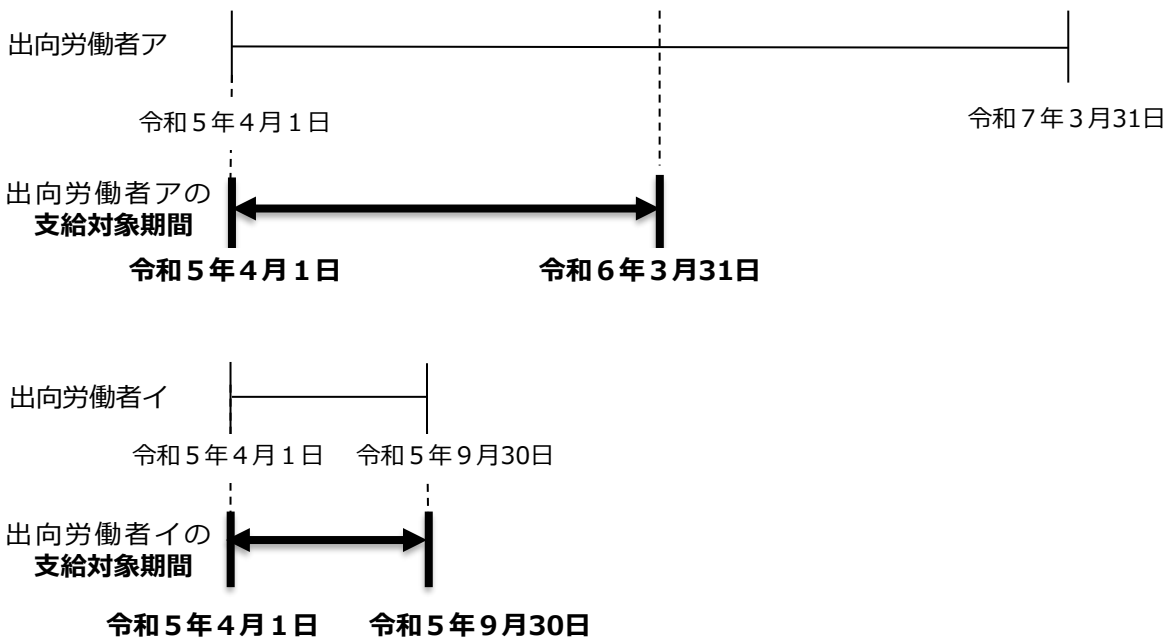 出向労働者ア
令和５年４月１日
令和７年３月31日
出向労働者アの
支給対象期間
令和５年４月１日
令和６年３月31日
出向労働者イ
令和５年４月１日
令和５年９月30日
出向労働者イの
支給対象期間
令和５年４月１日
令和５年９月30日